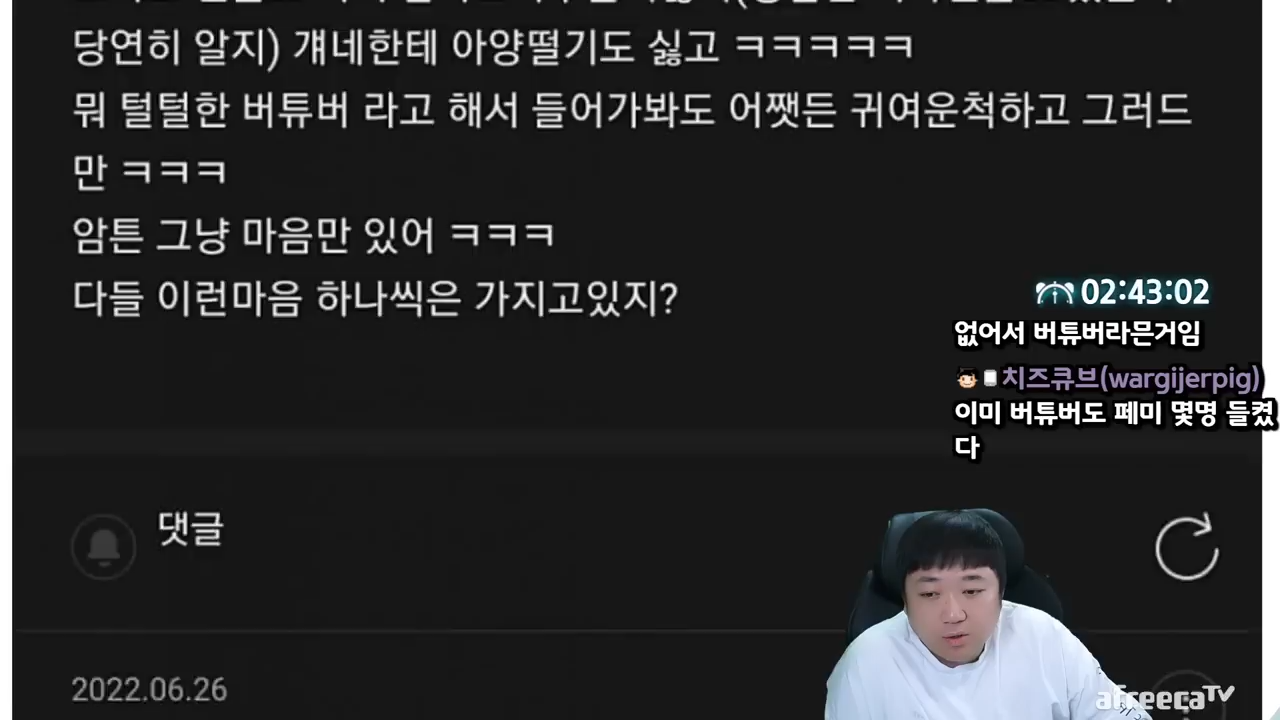 당연히 알지) 걔네한테 아양떨기도 싫고 ㅋㅋㅋㅋㅋ
뭐 털털한 버튜버 라고 해서 들어가봐도 어쨋든 귀여운척하고 그러드
만 ㅋㅋㅋ
암튼 그냥 마음만 있어 ㅋㅋㅋ
다들 이런마음 하나씩은 가지고있지?
02:43:02
없어서 버튜버라믄거임
치즈큐브(wargijerpig)
이미 버튜버도 페미 몇명 들켰
다
댓글
2022.06.26
afreecaTV